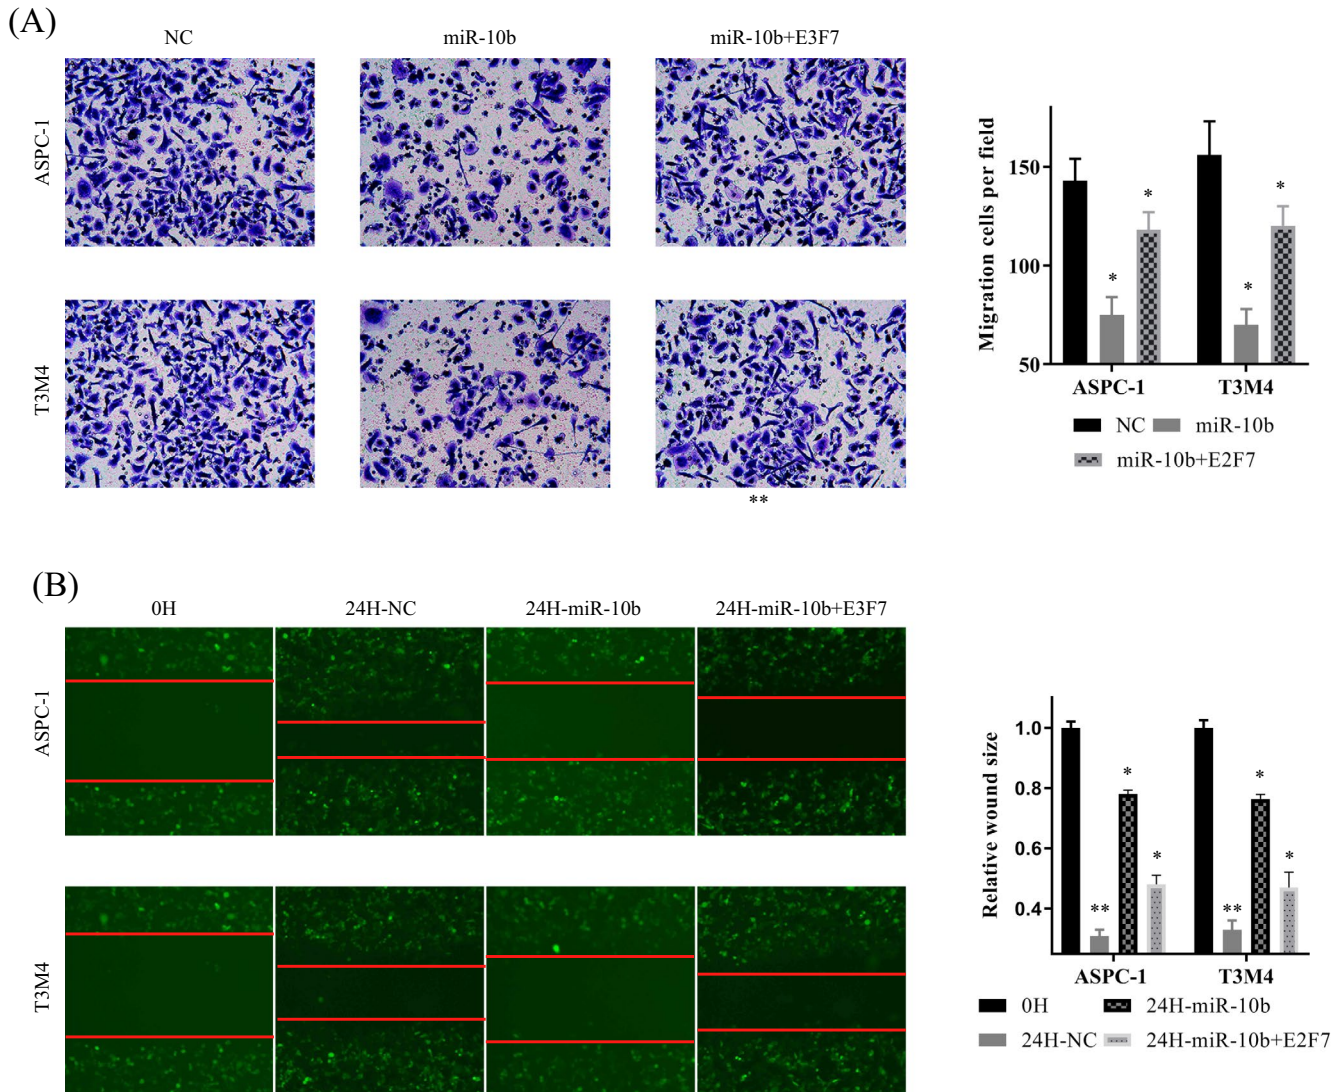 (A)
NC miR-10b miR-10b+E3F7
ASPC-1
T3M4
**
Migration cells per field
150
100
50
* * * *
ASPC-1 T3M4
NC miR-10b
miR-10b+E2F7
(B)
0H 24H-NC 24H-miR-10b 24H-miR-10b+E3F7
ASPC-1
T3M4
Relative wound size
1.0
0.8
0.6
0.4
** * * ** * *
ASPC-1 T3M4
0H 24H-miR-10b
24H-NC 24H-miR-10b+E2F7